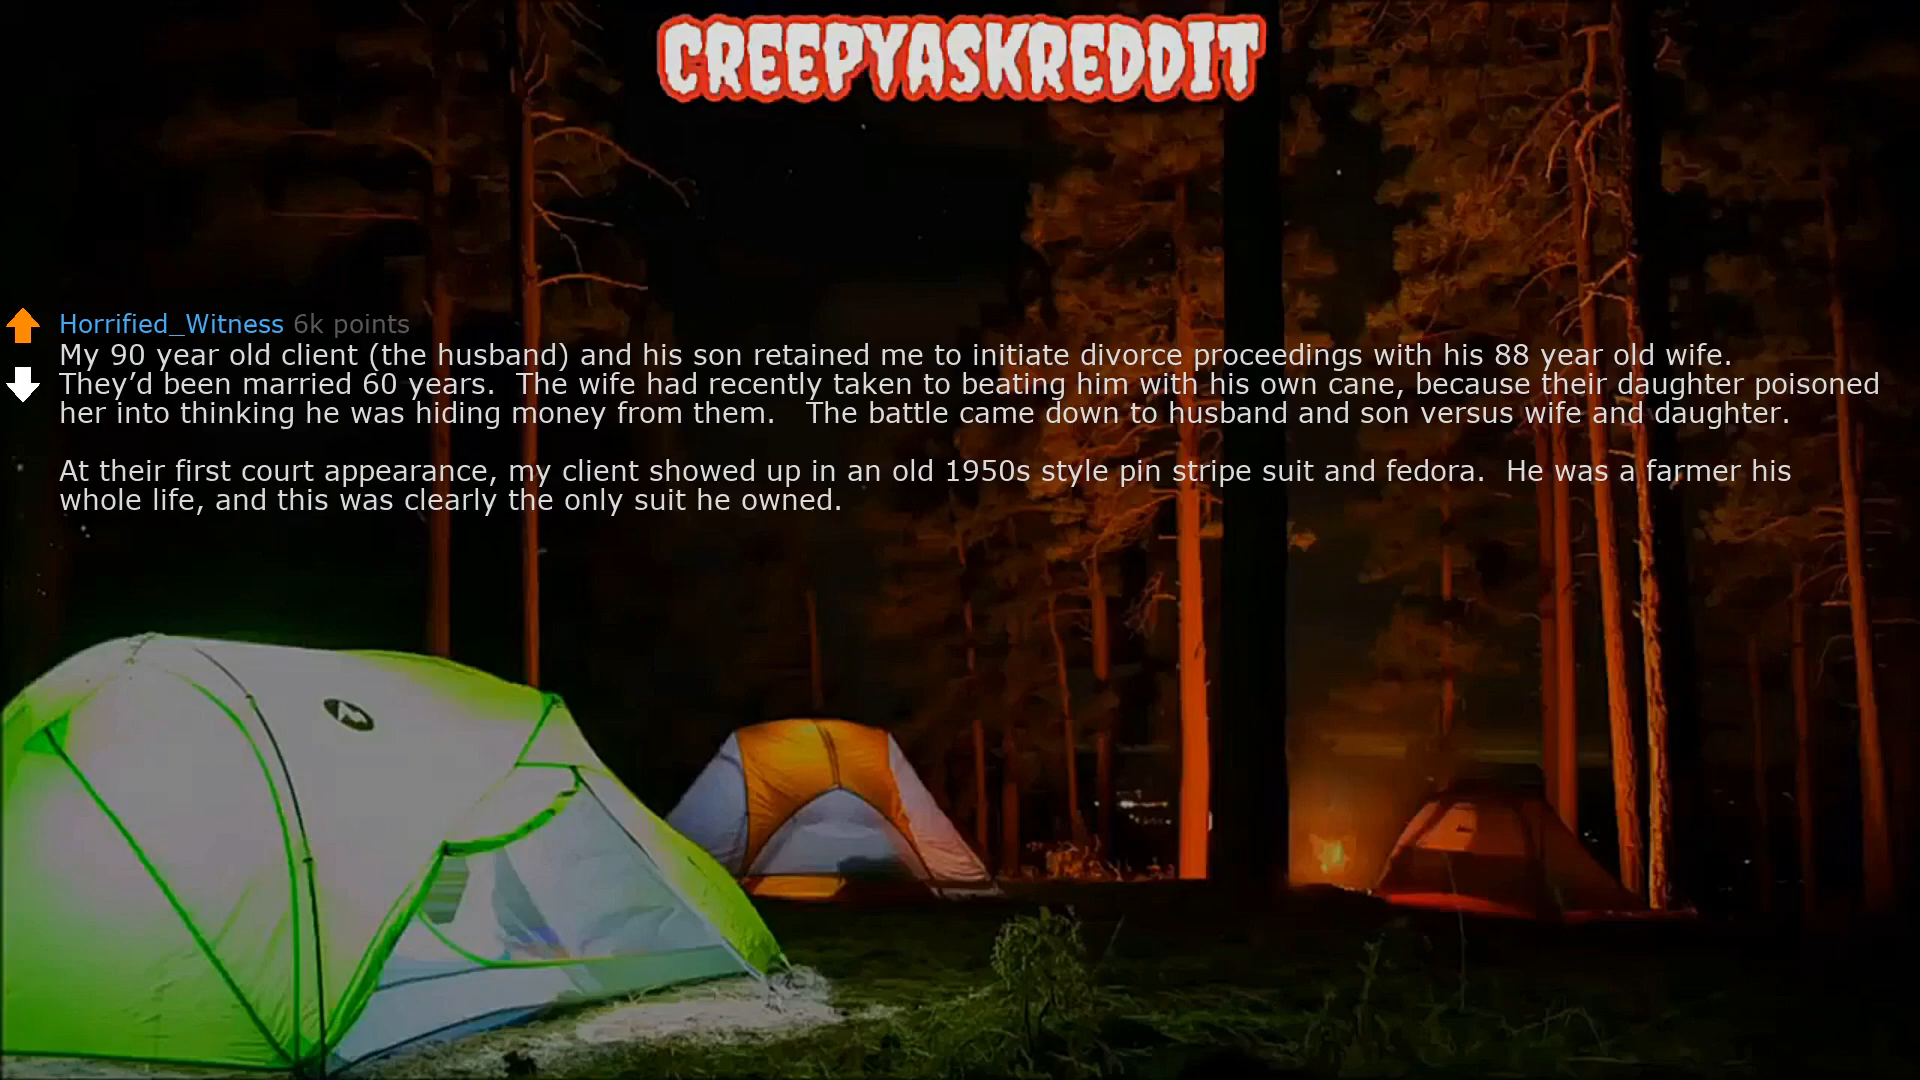 CREEPYASKREDDIT
Horrified_Witness 6k points
My 90 year old client (the husband) and his son retained me to initiate divorce proceedings with his 88 year old wife.
They’d been married 60 years.  The wife had recently taken to beating him with his own cane, because their daughter poisoned
her into thinking he was hiding money from them.   The battle came down to husband and son versus wife and daughter.
At their first court appearance, my client showed up in an old 1950s style pin stripe suit and fedora.  He was a farmer his
whole life, and this was clearly the only suit he owned.